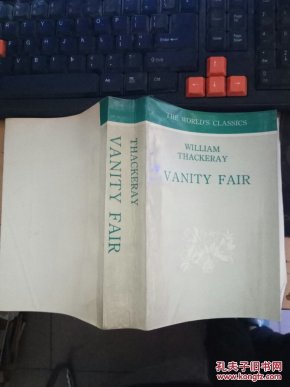 THE WORLD'S CLASSICS
WILLIAM
THACKERAY
VANITY FAIR
THACKERAY
VANITY FAIR
孔夫子旧书网